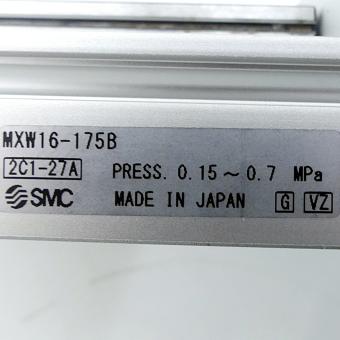 MXW16-175B
2C1-27A PRESS. 0.15~0.7 MPa
SMC MADE IN JAPAN G VZ